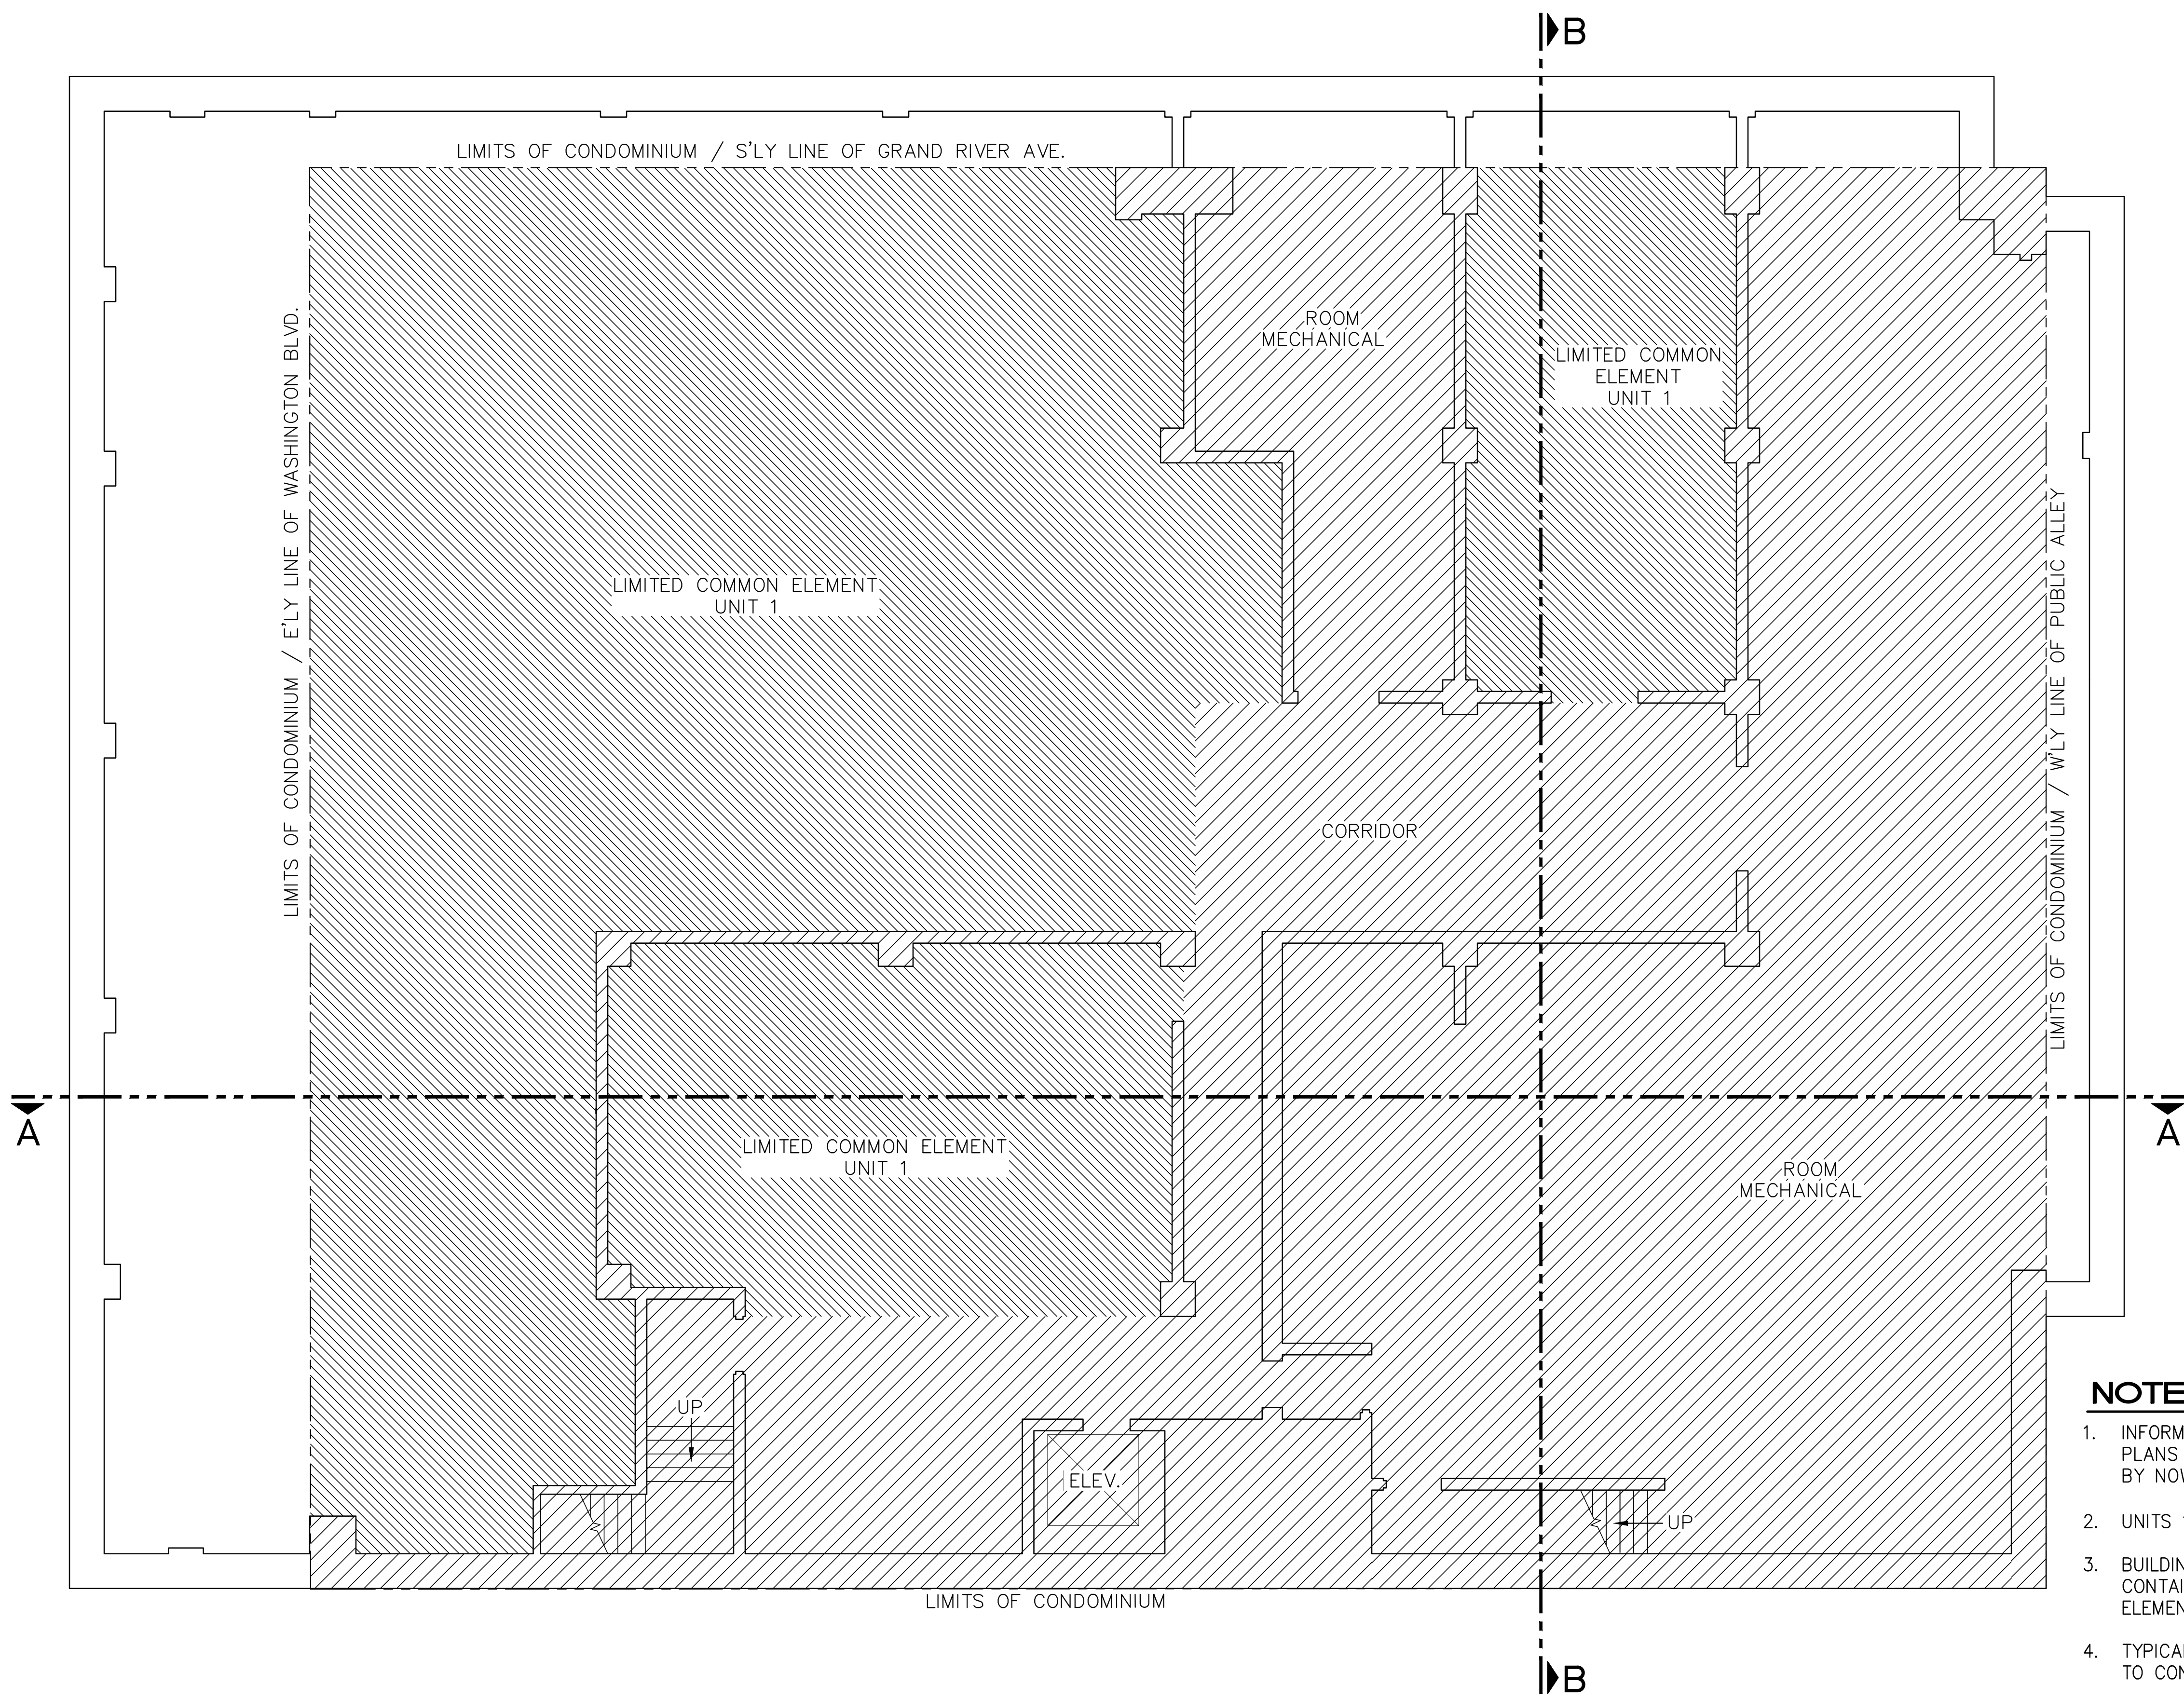 B
LIMITS OF CONDOMINIUM / S'LY LINE OF GRAND RIVER AVE.
LIMITS OF CONDOMINIUM / E'LY LINE OF WASHINGTON BLVD.
ROOM
MECHANICAL
LIMITED COMMON
ELEMENT
UNIT 1
LIMITED COMMON ELEMENT
UNIT 1
LIMITS OF CONDOMINIUM / W'LY LINE OF PUBLIC ALLEY
CORRIDOR
A
A
LIMITED COMMON ELEMENT
UNIT 1
ROOM
MECHANICAL
UP
ELEV.
UP
LIMITS OF CONDOMINIUM
B
NOTE
1. INFORM
PLANS
BY NOW
2. UNITS
3. BUILDIN
CONTAI
ELEMEN
4. TYPICA
TO CON